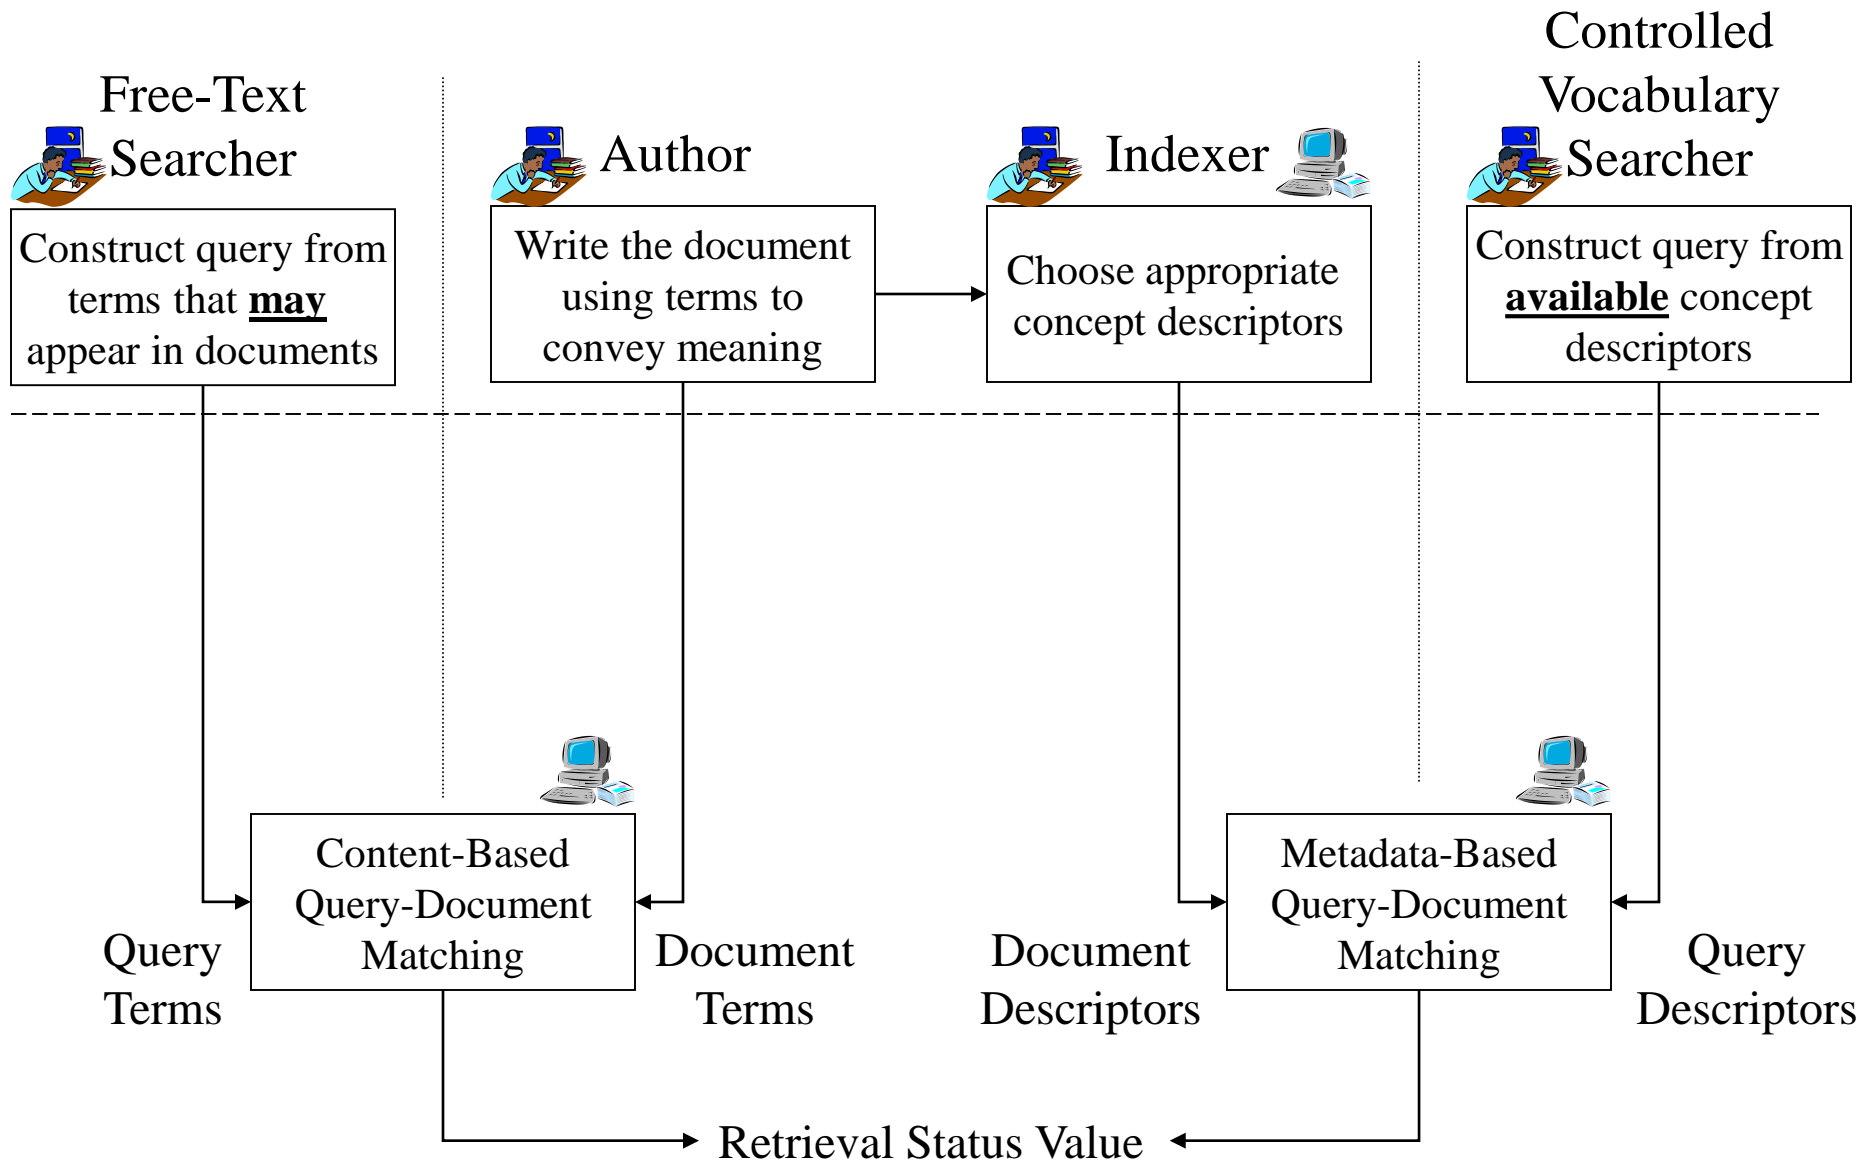 Free-Text
Searcher
Construct query from
terms that may
appear in documents
Author
Write the document
using terms to
convey meaning
Indexer
Choose appropriate
concept descriptors
Controlled
Vocabulary
Searcher
Construct query from
available concept
descriptors
Content-Based
Query-Document
Matching
Query
Terms
Document
Terms
Metadata-Based
Query-Document
Matching
Document
Descriptors
Query
Descriptors
Retrieval Status Value